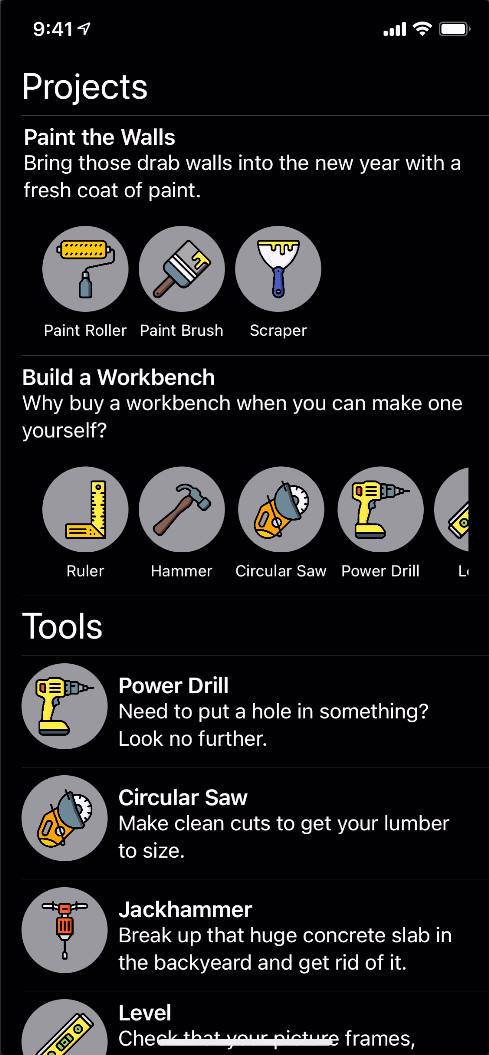 9:41
Projects
Paint the Walls
Bring those drab walls into the new year with a
fresh coat of paint.
Paint Roller Paint Brush Scraper
Build a Workbench
Why buy a workbench when you can make one
yourself?
Ruler Hammer Circular Saw Power Drill
Tools
Power Drill
Need to put a hole in something?
Look no further.
Circular Saw
Make clean cuts to get your lumber
to size.
Jackhammer
Break up that huge concrete slab in
the backyeard and get rid of it.
Level
Check that your picture frames,